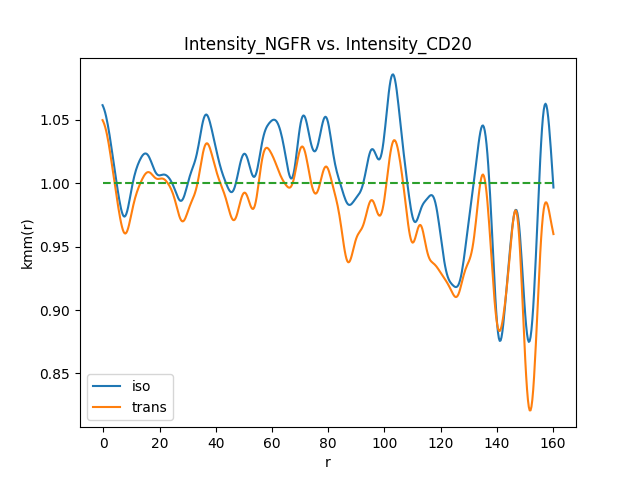 Intensity_NGFR vs. Intensity_CD20
kmm(r)
1.05
1.00
0.95
0.90
0.85
iso
trans
0 20 40 60 80 100 120 140 160
r